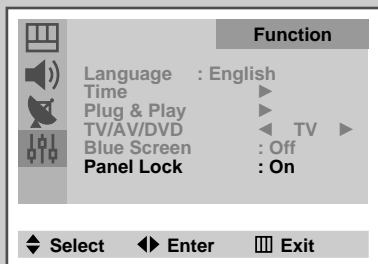 Function
Language : English
Time ►
Plug & Play ►
TV/AV/DVD ◄ TV ►
Blue Screen : Off
Panel Lock : On
Select Enter Exit